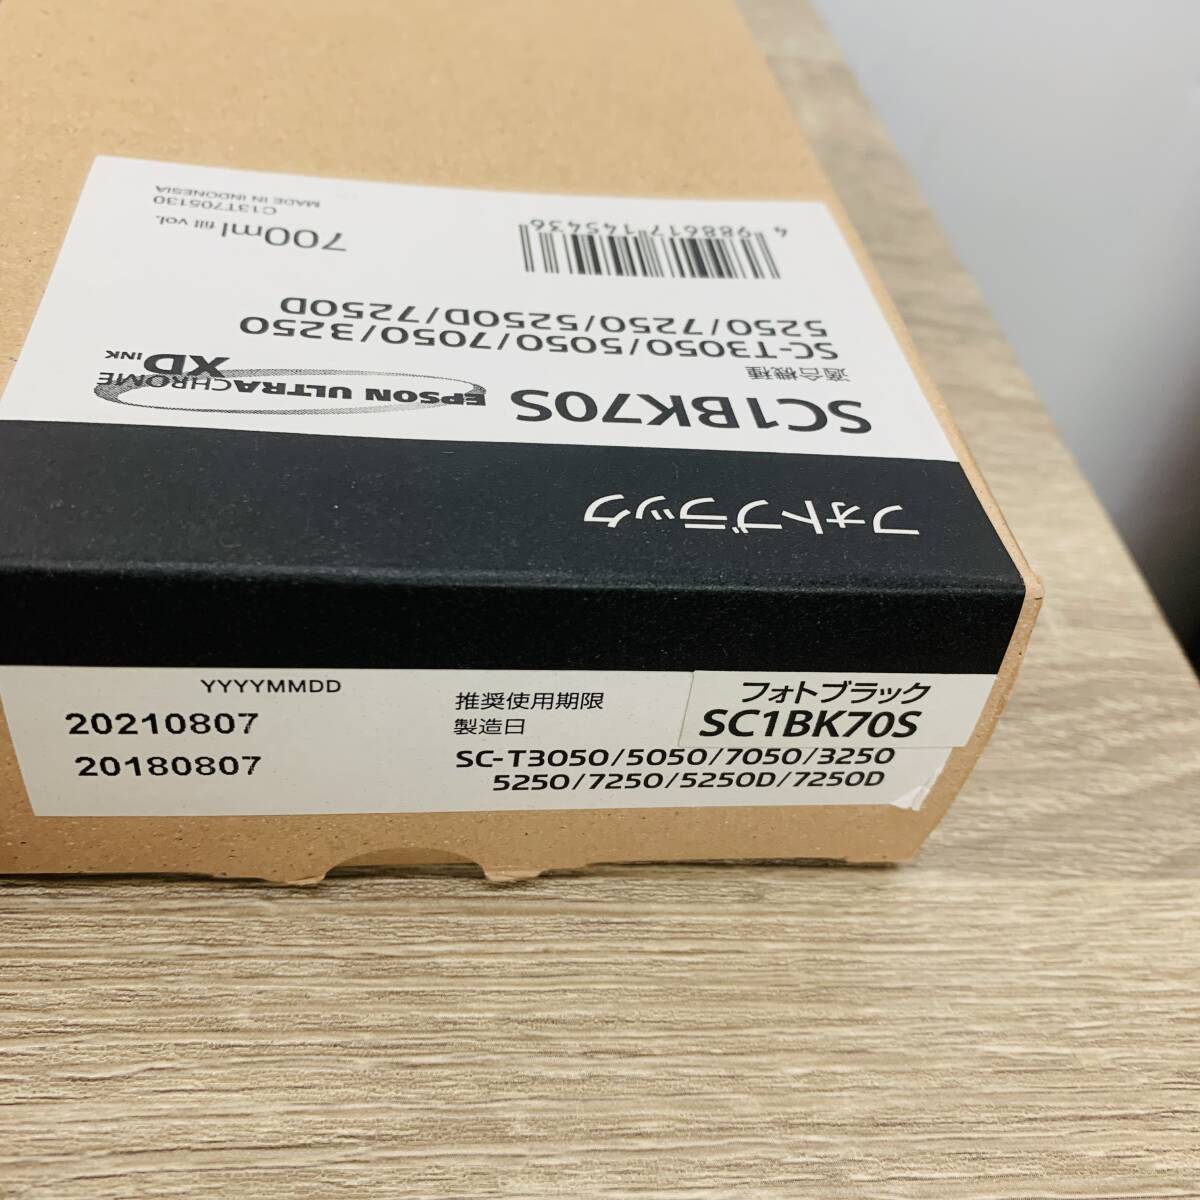 フォトブラック
SC1BK70S
EPSON ULTRACHROME
XD INK
適合機種
SC-T3050/5050/7050/3250
5250/7250/5250D/7250D
4988617145436
700ml fill vol.
C13T705130
MADE IN INDONESIA
YYYYMMDD
20210807
推奨使用期限
20180807
製造日
フォトブラック
SC1BK70S
SC-T3050/5050/7050/3250
5250/7250/5250D/7250D